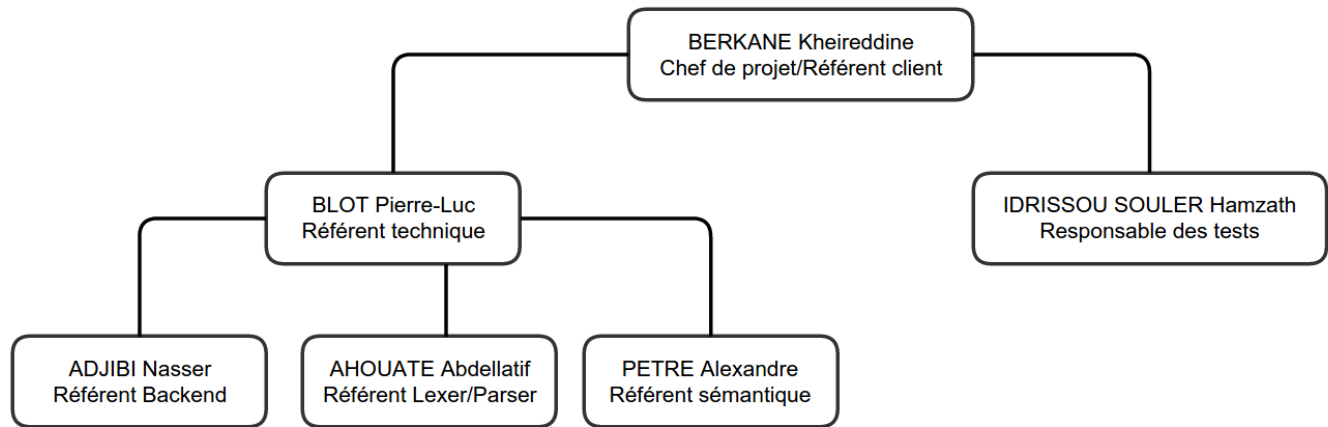 BERKANE Kheireddine
Chef de projet/Référent client
BLOT Pierre-Luc
Référent technique
IDRISSOU SOULER Hamzath
Responsable des tests
ADJIBI Nasser
Référent Backend
AHOUATE Abdellatif
Référent Lexer/Parser
PETRE Alexandre
Référent sémantique